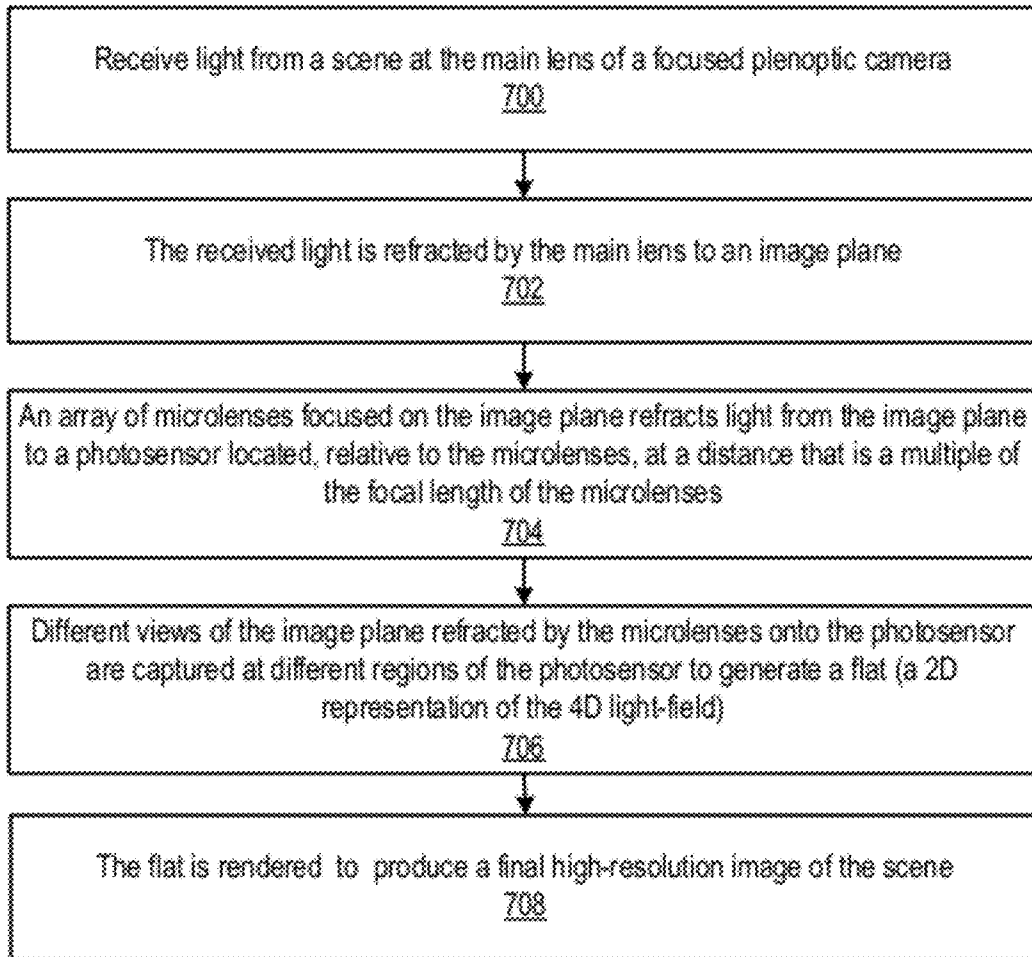 Receive light from a scene at the main lens of a focused plenoptic camera
700
The received light is refracted by the main lens to an image plane
702
An array of microlenses focused on the image plane refracts light from the image plane
to a photosensor located, relative to the microlenses, at a distance that is a multiple of
the focal length of the microlenses
704
Different views of the image plane refracted by the microlenses onto the photosensor
are captured at different regions of the photosensor to generate a flat (a 2D
representation of the 4D light-field)
706
The flat is rendered to produce a final high-resolution image of the scene
708